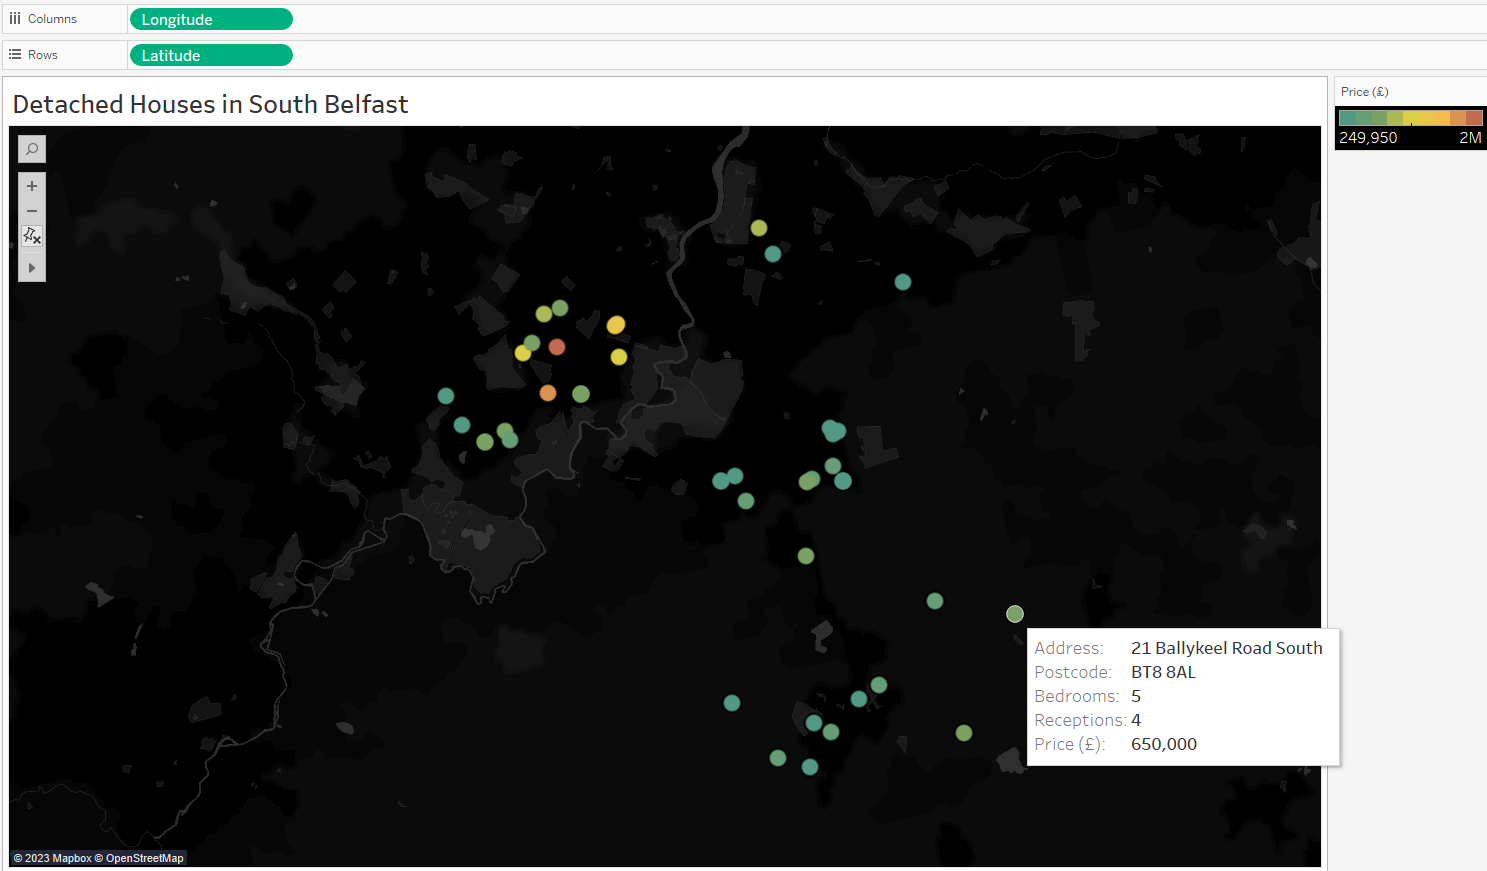 Columns
Longitude
Rows
Latitude
Detached Houses in South Belfast
Price (£)
249,950 2M
+
−
Address: 21 Ballykeel Road South
Postcode: BT8 8AL
Bedrooms: 5
Receptions: 4
Price (£): 650,000
© 2023 Mapbox © OpenStreetMap